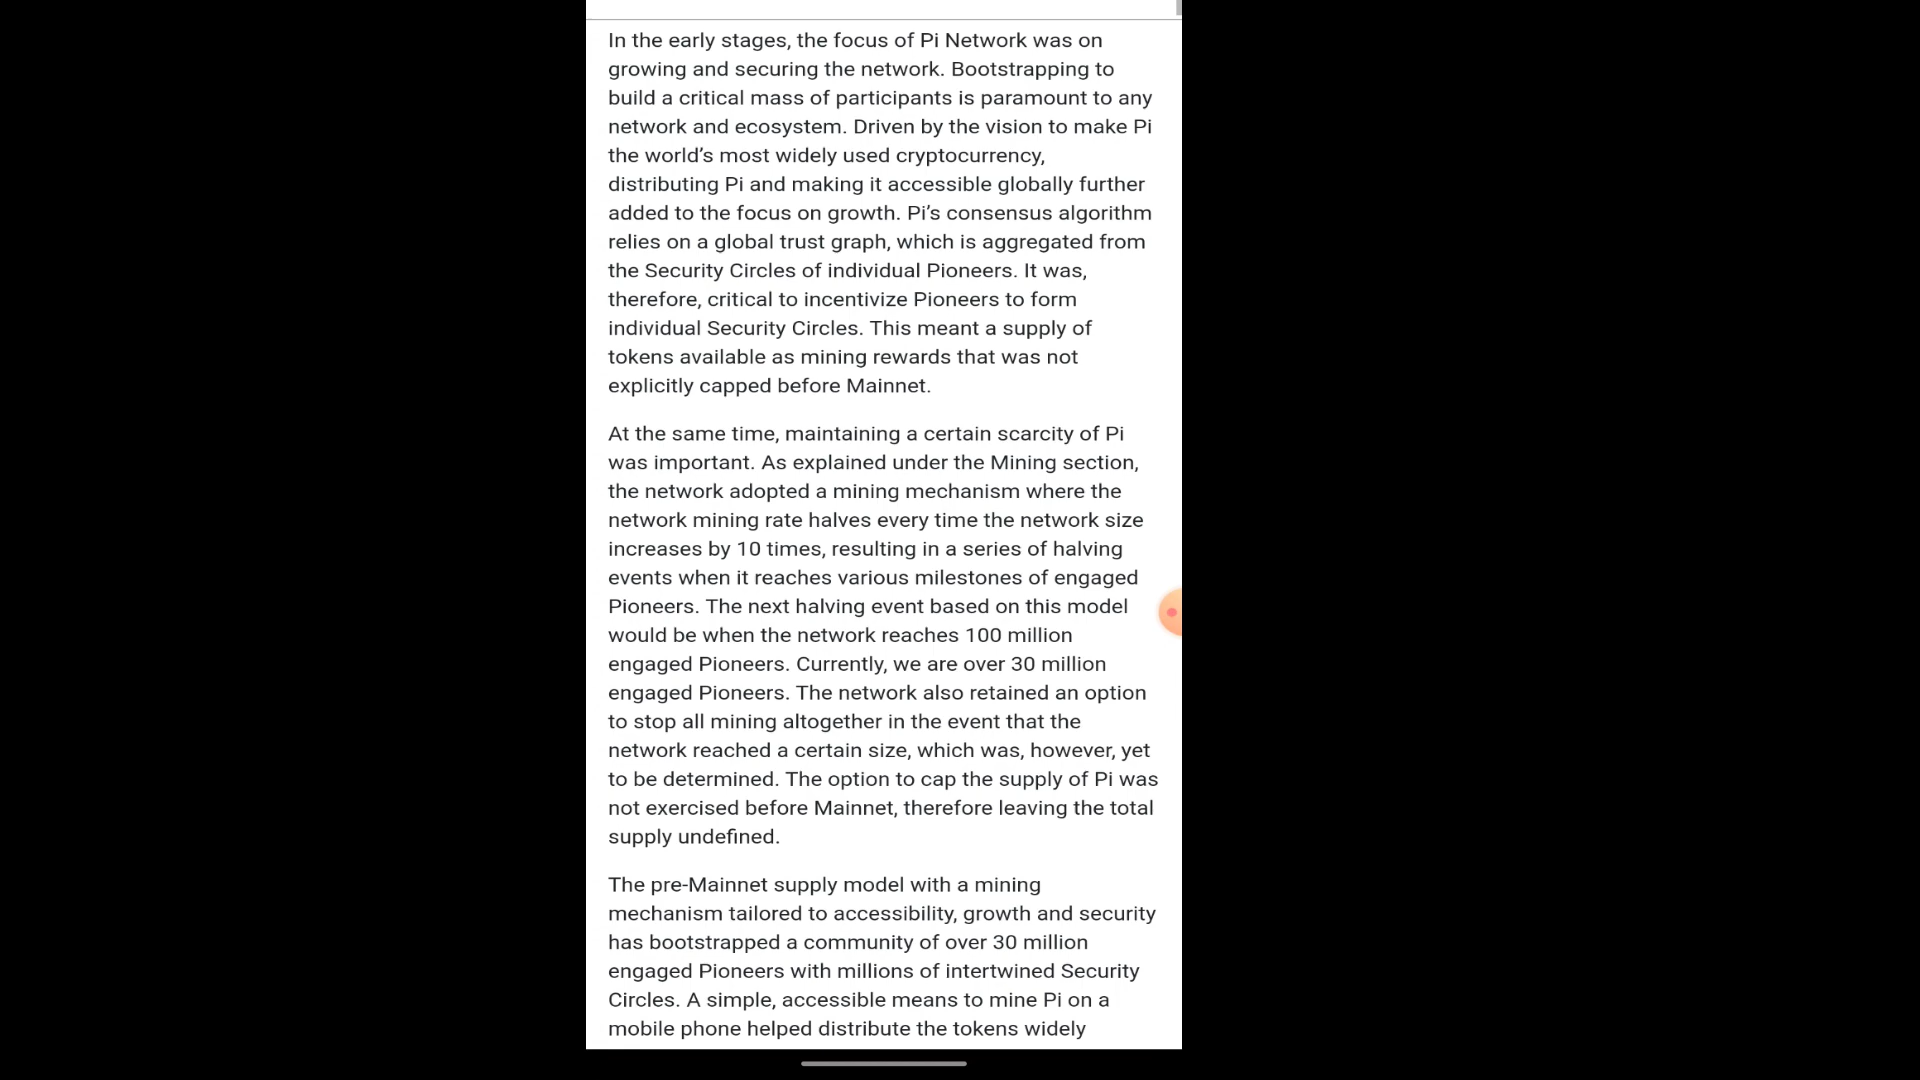 In the early stages, the focus of Pi Network was on
growing and securing the network. Bootstrapping to
build a critical mass of participants is paramount to any
network and ecosystem. Driven by the vision to make Pi
the world’s most widely used cryptocurrency,
distributing Pi and making it accessible globally further
added to the focus on growth. Pi’s consensus algorithm
relies on a global trust graph, which is aggregated from
the Security Circles of individual Pioneers. It was,
therefore, critical to incentivize Pioneers to form
individual Security Circles. This meant a supply of
tokens available as mining rewards that was not
explicitly capped before Mainnet.
At the same time, maintaining a certain scarcity of Pi
was important. As explained under the Mining section,
the network adopted a mining mechanism where the
network mining rate halves every time the network size
increases by 10 times, resulting in a series of halving
events when it reaches various milestones of engaged
Pioneers. The next halving event based on this model
would be when the network reaches 100 million
engaged Pioneers. Currently, we are over 30 million
engaged Pioneers. The network also retained an option
to stop all mining altogether in the event that the
network reached a certain size, which was, however, yet
to be determined. The option to cap the supply of Pi was
not exercised before Mainnet, therefore leaving the total
supply undefined.
The pre-Mainnet supply model with a mining
mechanism tailored to accessibility, growth and security
has bootstrapped a community of over 30 million
engaged Pioneers with millions of intertwined Security
Circles. A simple, accessible means to mine Pi on a
mobile phone helped distribute the tokens widely